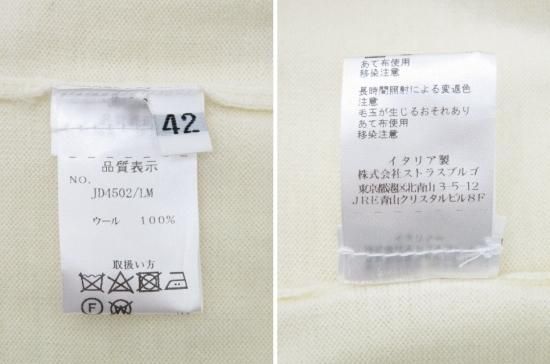 42
品質表示
NO.
JD4502/LM
ウール 100%
取扱い方
F W
あて布使用
移染注意
長時間照射による変退色
注意
毛玉が生じるおそれあり
あて布使用
移染注意
イタリア製
株式会社ストラスブルゴ
東京都港区北青山3-5-12
JRE青山クリスタルビル8F